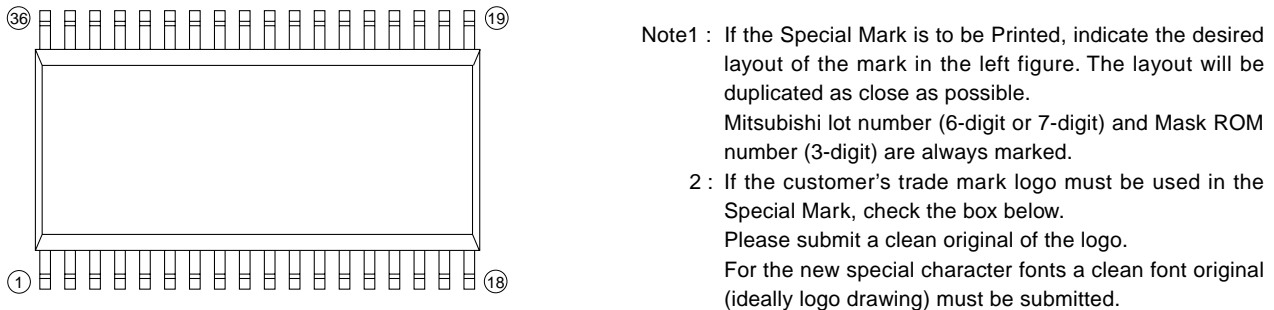 36 19
1 18
Note1 : If the Special Mark is to be Printed, indicate the desired
layout of the mark in the left figure. The layout will be
duplicated as close as possible.
Mitsubishi lot number (6-digit or 7-digit) and Mask ROM
number (3-digit) are always marked.
2 : If the customer’s trade mark logo must be used in the
Special Mark, check the box below.
Please submit a clean original of the logo.
For the new special character fonts a clean font original
(ideally logo drawing) must be submitted.